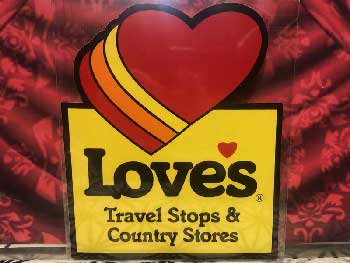 Love's
®
Travel Stops &
Country Stores